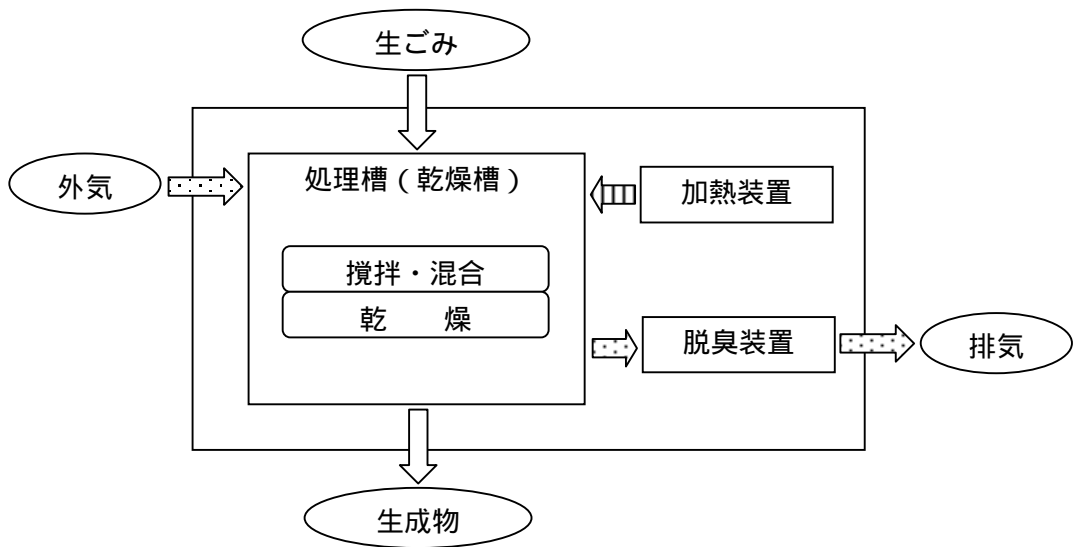 生ごみ
外気
処理槽（乾燥槽）
加熱装置
撹拌・混合
乾　　燥
脱臭装置
排気
生成物